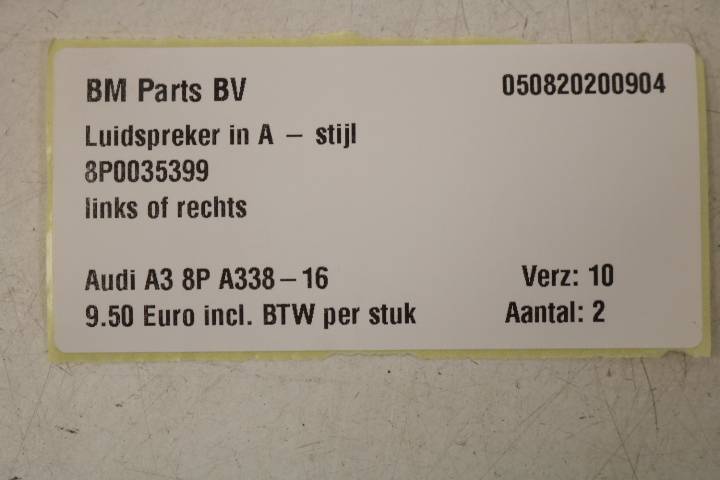 BM Parts BV 050820200904
Luidspreker in A – stijl
8P0035399
links of rechts
Audi A3 8P A338–16 Verz: 10
9.50 Euro incl. BTW per stuk Aantal: 2